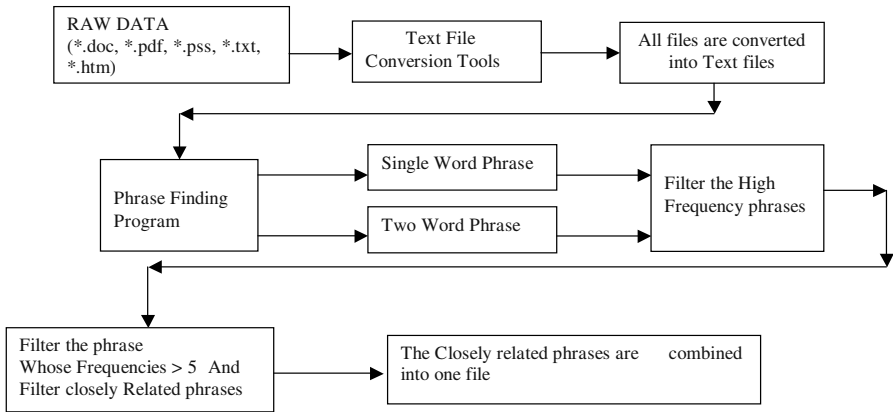 RAW DATA
(*.doc, *.pdf, *.pss, *.txt,
*.htm)
Text File
Conversion Tools
All files are converted
into Text files
Phrase Finding
Program
Single Word Phrase
Two Word Phrase
Filter the High
Frequency phrases
Filter the phrase
Whose Frequencies > 5 And
Filter closely Related phrases
The Closely related phrases are combined
into one file